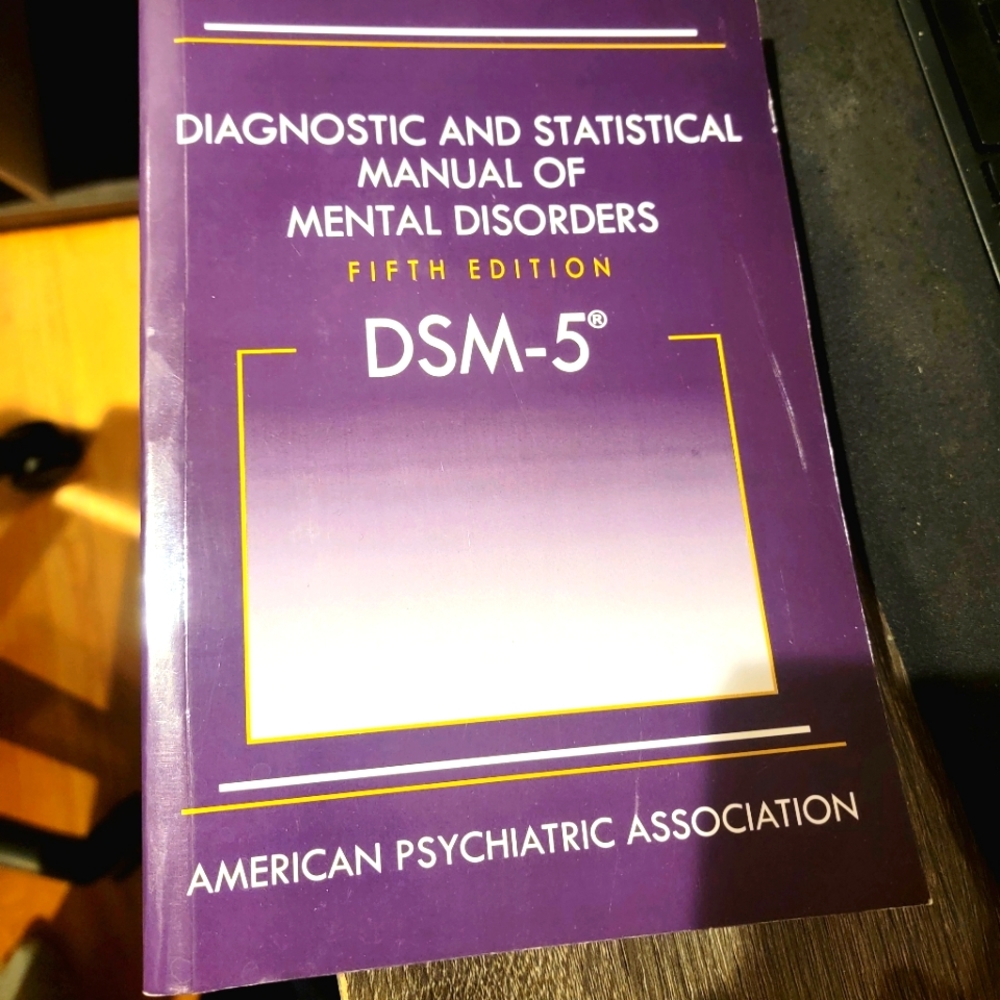 DIAGNOSTIC AND STATISTICAL
MANUAL OF
MENTAL DISORDERS
FIFTH EDITION
DSM-5®
AMERICAN PSYCHIATRIC ASSOCIATION